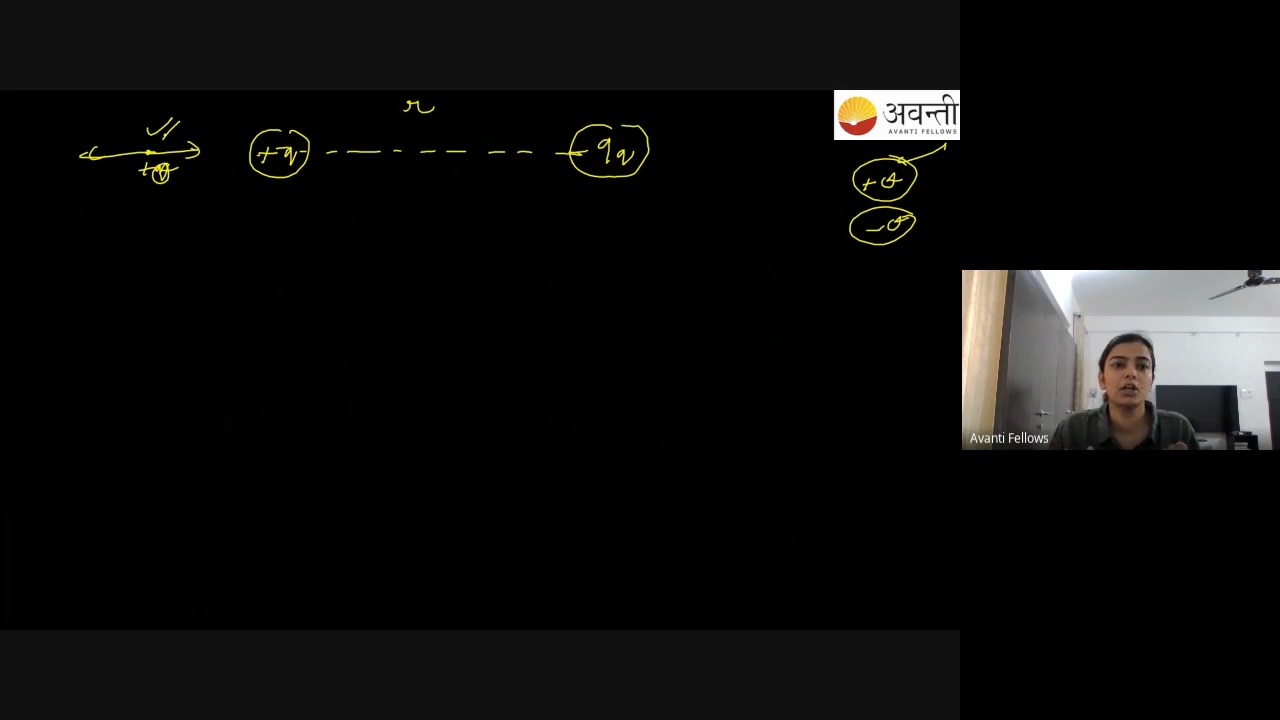 r
+q
-9q
+Q
अवन्ती
AVANTI FELLOWS
+Q
-Q
Avanti Fellows